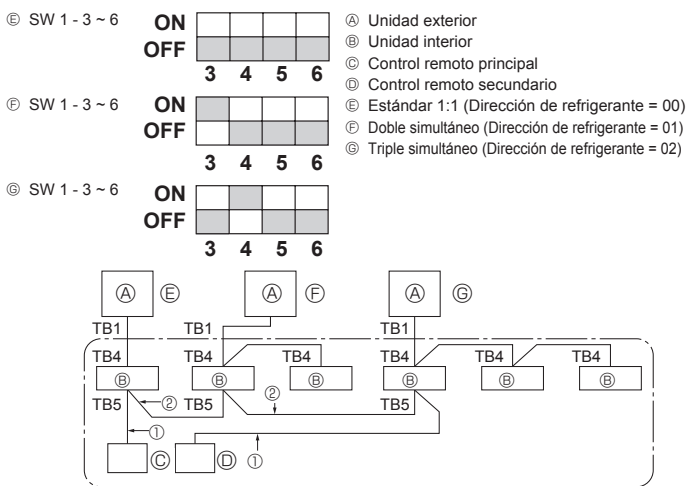 Ⓔ SW 1 - 3 ~ 6
ON
OFF
3 4 5 6
Ⓕ SW 1 - 3 ~ 6
ON
OFF
3 4 5 6
Ⓖ SW 1 - 3 ~ 6
ON
OFF
3 4 5 6
Ⓐ Unidad exterior
Ⓑ Unidad interior
Ⓒ Control remoto principal
Ⓓ Control remoto secundario
Ⓔ Estándar 1:1 (Dirección de refrigerante = 00)
Ⓕ Doble simultáneo (Dirección de refrigerante = 01)
Ⓖ Triple simultáneo (Dirección de refrigerante = 02)
Ⓐ Ⓔ Ⓐ Ⓕ Ⓐ Ⓖ
TB1 TB1 TB1
TB4 TB4 TB4 TB4 TB4 TB4
Ⓑ Ⓑ Ⓑ Ⓑ Ⓑ Ⓑ
TB5 ② TB5 ② TB5
① Ⓒ Ⓓ ①